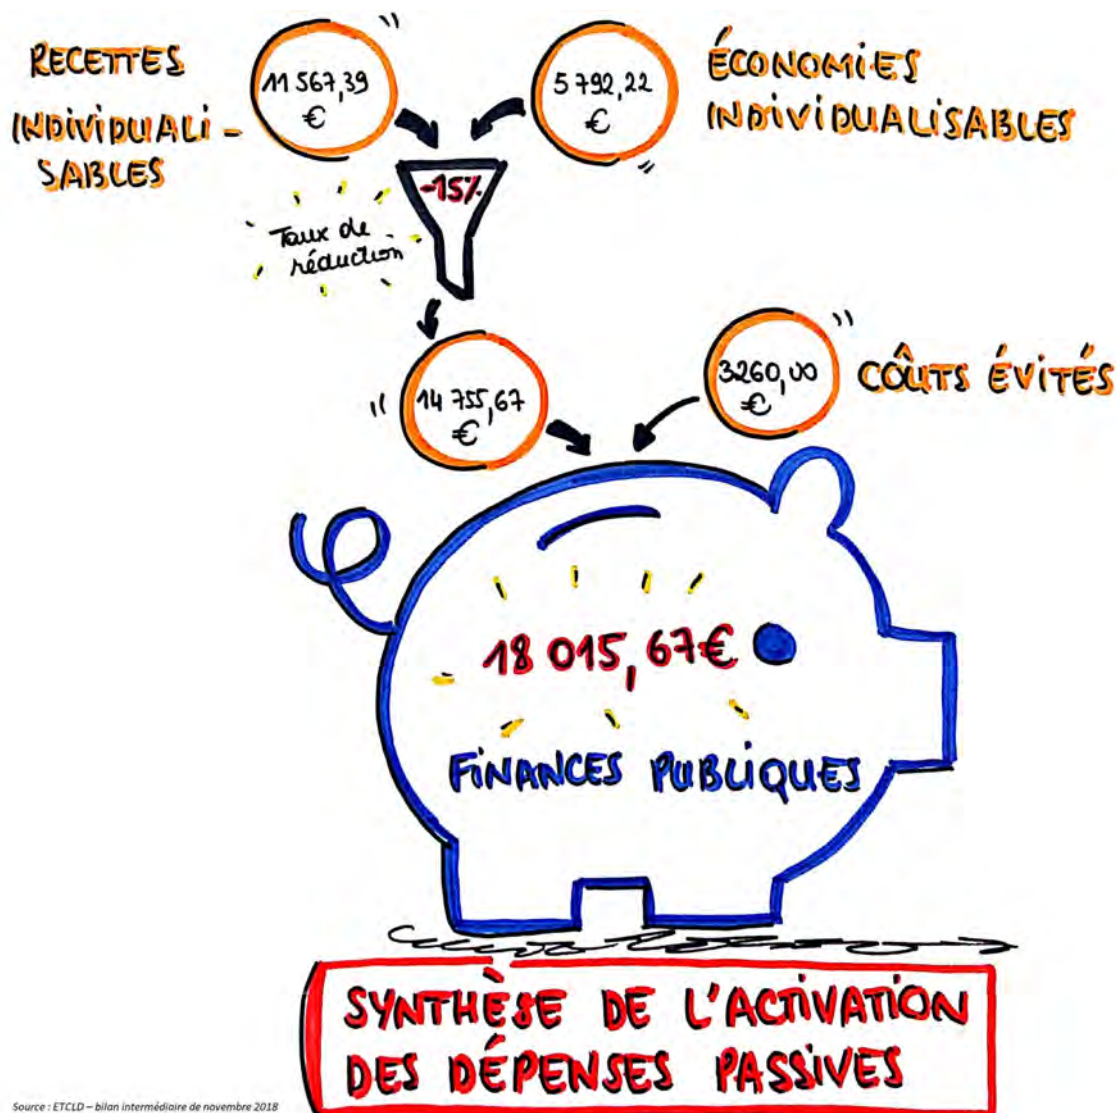 RECETTES
INDIVIDUALI-
SABLES
11 567,39
€
5 792,22
€
ÉCONOMIES
INDIVIDUALISABLES
-15%
Taux de
réduction
14 755,67
€
3260,00
€
COÛTS ÉVITÉS
18 015,67€
FINANCES PUBLIQUES
SYNTHÈSE DE L'ACTIVATION
DES DÉPENSES PASSIVES
Source : ETCLD – bilan intermédiaire de novembre 2018